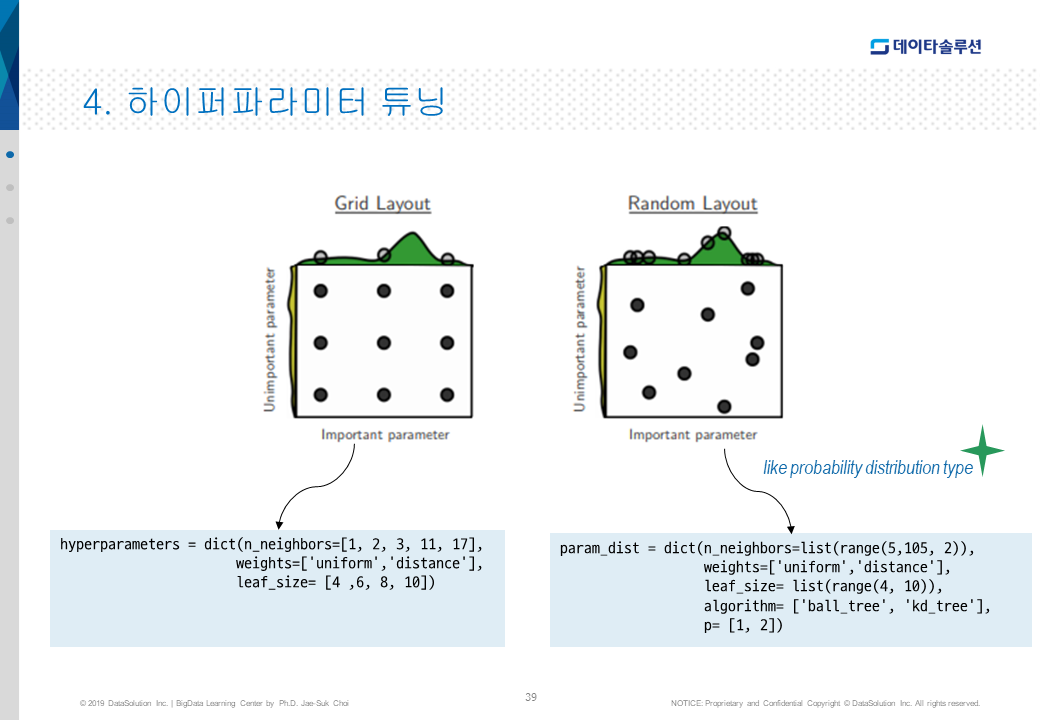 데이타솔루션
4. 하이퍼파라미터 튜닝
Grid Layout
Unimportant parameter
Important parameter
Random Layout
Unimportant parameter
Important parameter
like probability distribution type
hyperparameters = dict(n_neighbors=[1, 2, 3, 11, 17],
weights=['uniform','distance'],
leaf_size= [4 ,6, 8, 10])
param_dist = dict(n_neighbors=list(range(5,105, 2)),
weights=['uniform','distance'],
leaf_size= list(range(4, 10)),
algorithm= ['ball_tree', 'kd_tree'],
p= [1, 2])
© 2019 DataSolution Inc. | BigData Learning Center by Ph.D. Jae-Suk Choi
39
NOTICE: Proprietary and Confidential Copyright © DataSolution Inc. All rights reserved.